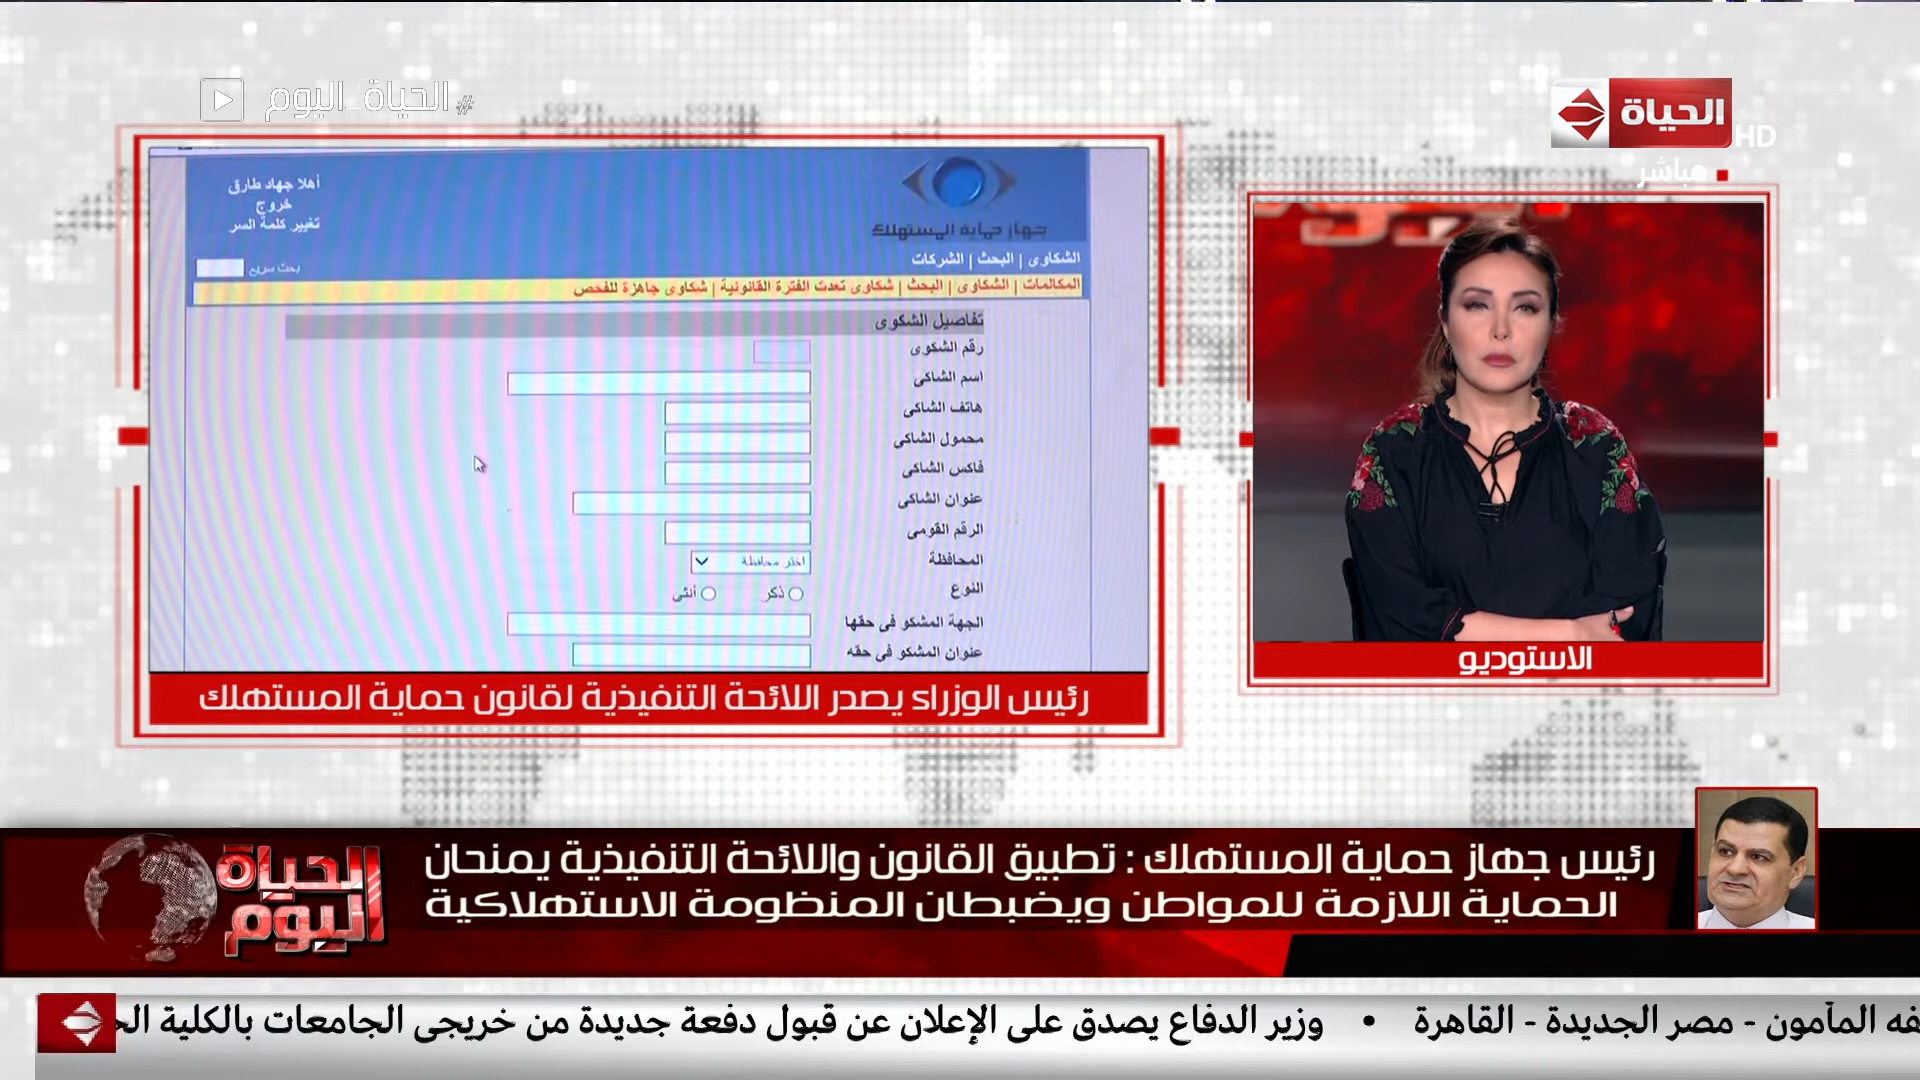 #الحياة_اليوم
الحياة
HD
مباشر
أهلا جهاد طارق
خروج
تغيير كلمة السر
جهاز حماية المستهلك
الشكاوى | البحث | الشركات
بحث سريع
المكالمات | الشكاوى | البحث | شكاوى تعدت الفترة القانونية | شكاوى جاهزة للفحص
تفاصيل الشكوى
رقم الشكوى
اسم الشاكى
هاتف الشاكى
محمول الشاكى
فاكس الشاكى
عنوان الشاكى
الرقم القومى
المحافظة
اختر محافظة
النوع
ذكر
أنثى
الجهة المشكو فى حقها
عنوان المشكو فى حقه
رئيس الوزراء يصدر اللائحة التنفيذية لقانون حماية المستهلك
الاستوديو
رئيس جهاز حماية المستهلك : تطبيق القانون واللائحة التنفيذية يمنحان
الحماية اللازمة للمواطن ويضبطان المنظومة الاستهلاكية
الحياة
اليوم
المأمون - مصر الجديدة - القاهرة • وزير الدفاع يصدق على الإعلان عن قبول دفعة جديدة من خريجى الجامعات بالكلية